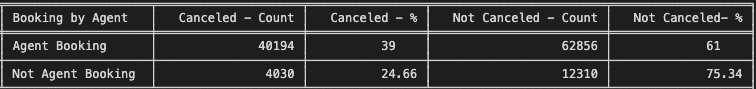 Booking by Agent Canceled - Count Canceled - % Not Canceled - Count Not Canceled- %
Agent Booking 40194 39 62856 61
Not Agent Booking 4030 24.66 12310 75.34